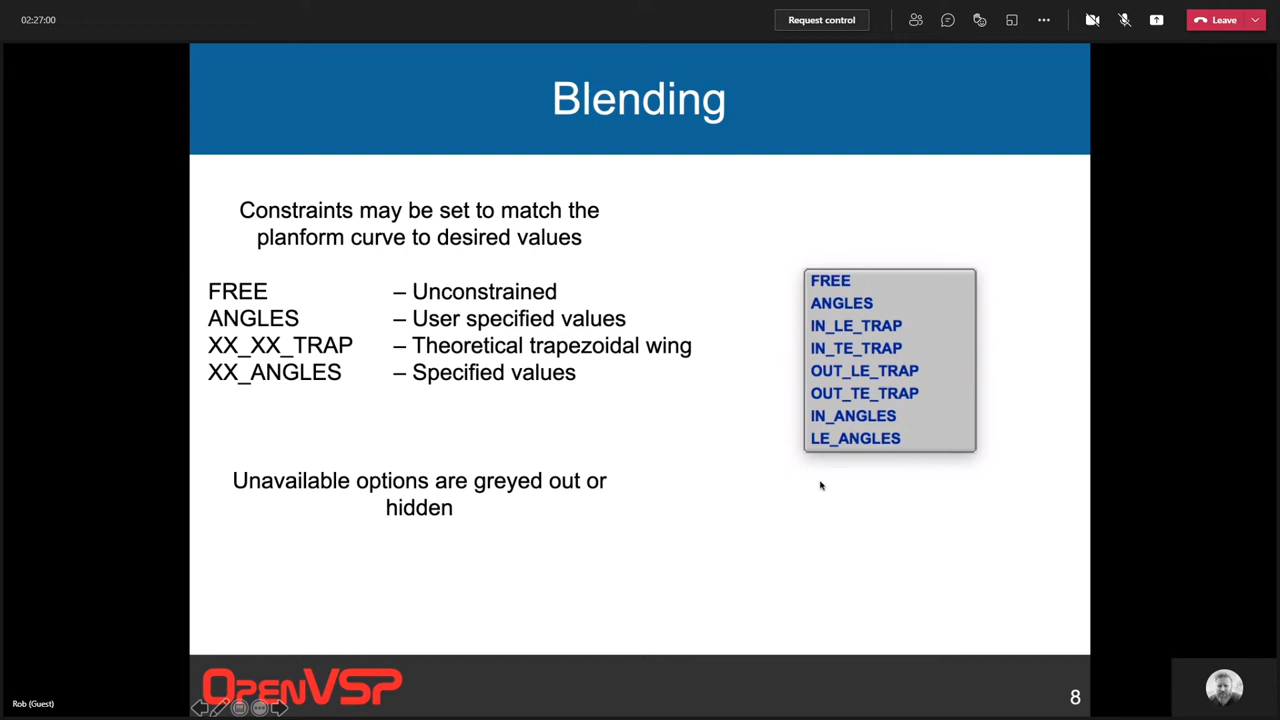 02:27:00
Request control
Leave
Blending
Constraints may be set to match the
planform curve to desired values
FREE – Unconstrained
ANGLES – User specified values
XX_XX_TRAP – Theoretical trapezoidal wing
XX_ANGLES – Specified values
Unavailable options are greyed out or
hidden
FREE
ANGLES
IN_LE_TRAP
IN_TE_TRAP
OUT_LE_TRAP
OUT_TE_TRAP
IN_ANGLES
LE_ANGLES
OPENVSP
8
Rob (Guest)